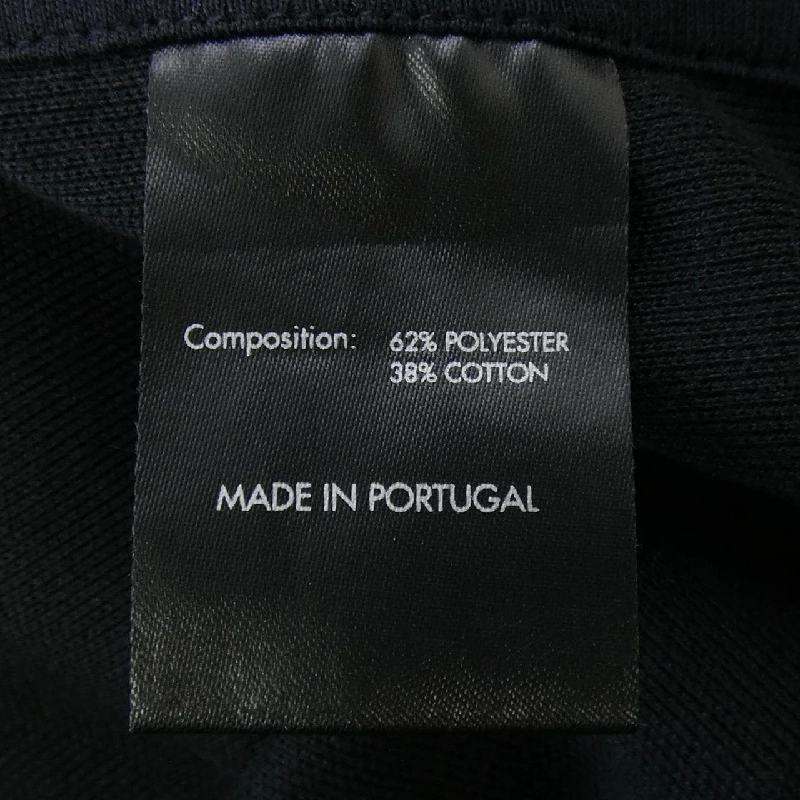 Composition: 62% POLYESTER
38% COTTON
MADE IN PORTUGAL